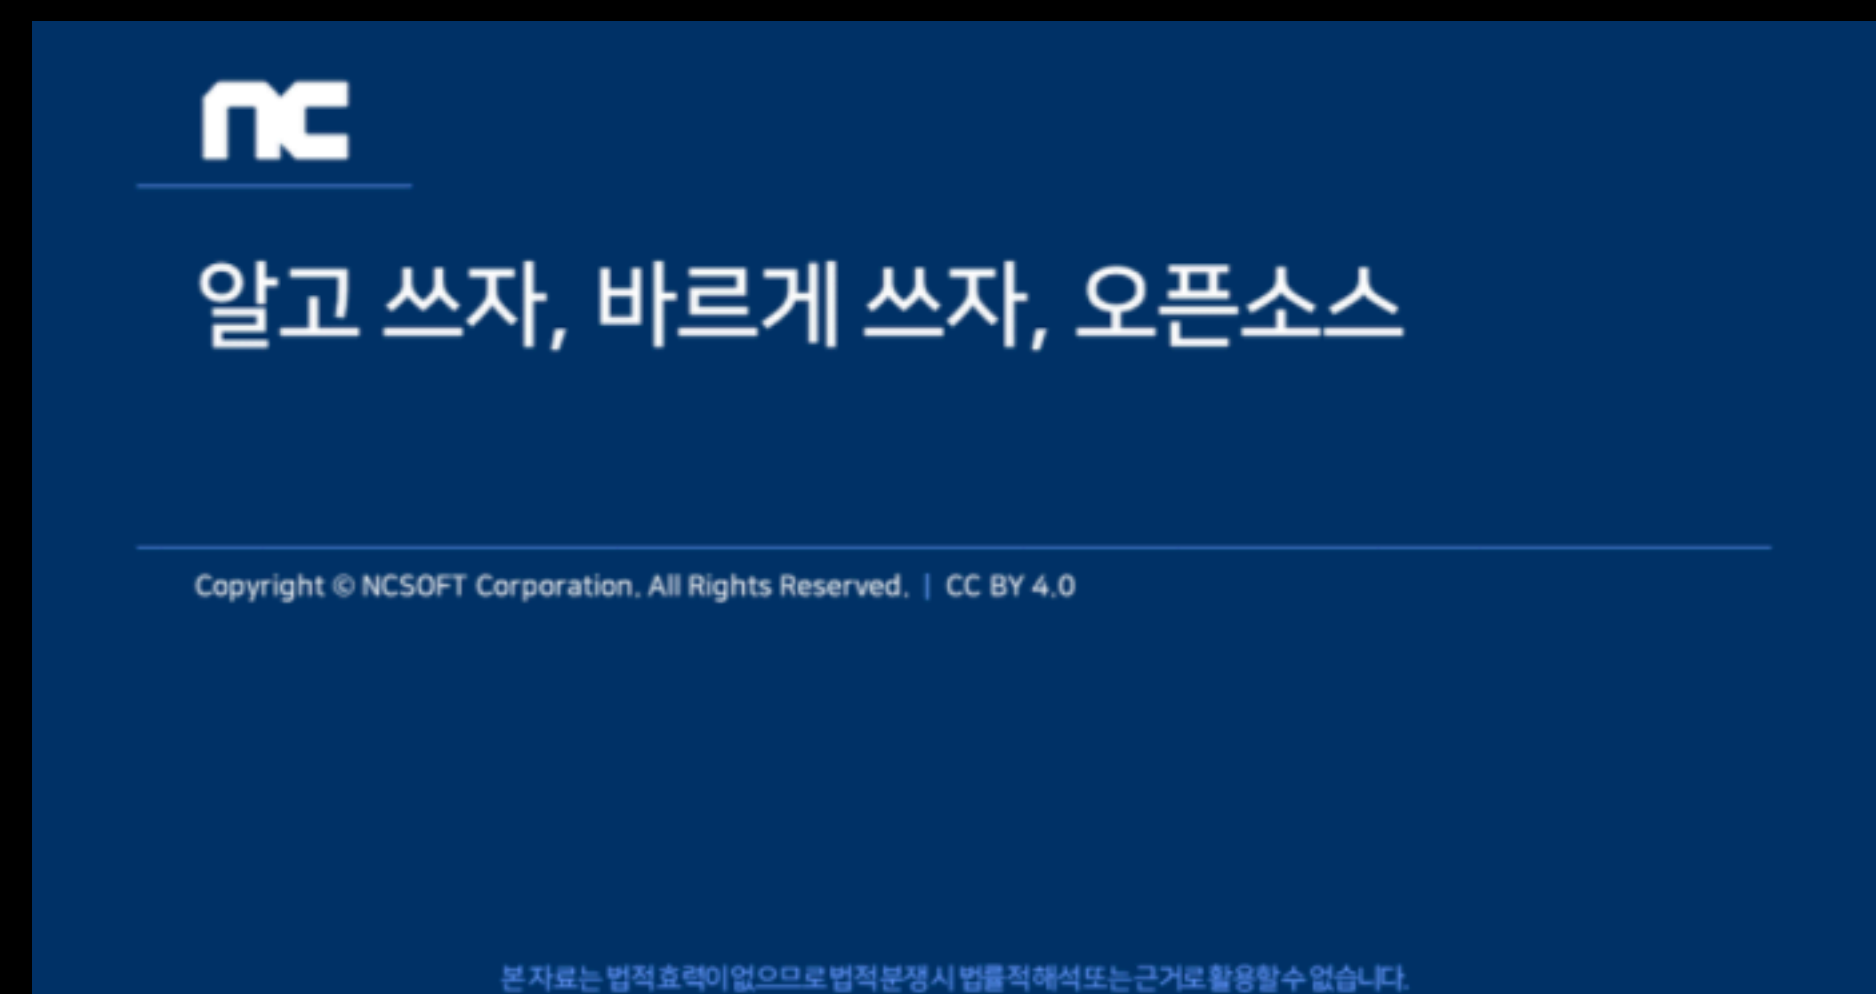 nc
알고 쓰자, 바르게 쓰자, 오픈소스
Copyright © NCSOFT Corporation. All Rights Reserved. | CC BY 4.0
본 자료는 법적 효력이 없으므로 법적 분쟁 시 법률적 해석 또는 근거로 활용할 수 없습니다.